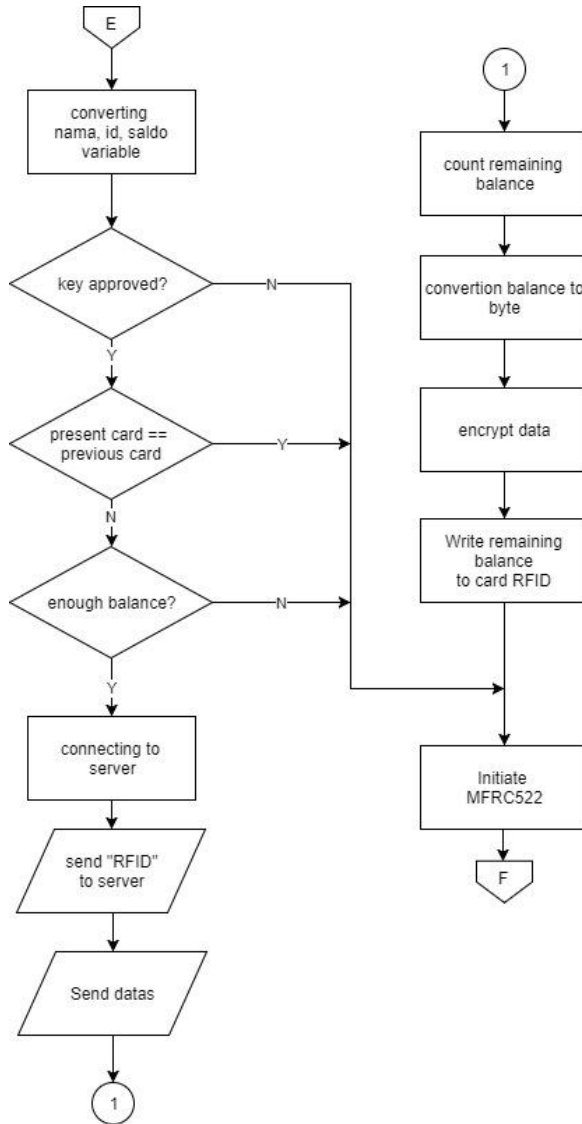 E
converting
nama, id, saldo
variable
key approved?
N
Y
present card ==
previous card
Y
N
enough balance?
N
Y
connecting to
server
send "RFID"
to server
Send datas
1
1
count remaining
balance
convertion balance to
byte
encrypt data
Write remaining
balance
to card RFID
Initiate
MFRC522
F